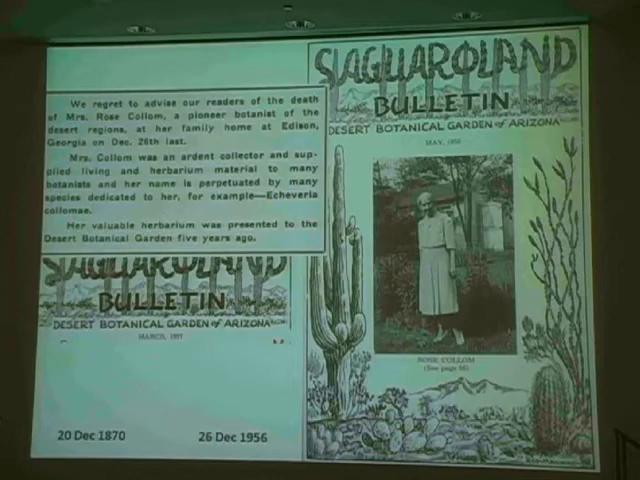 We regret to advise our readers of the death
of Mrs. Rose Collom, a pioneer botanist of the
desert regions, at her family home at Edison,
Georgia on Dec. 26th last.
Mrs. Collom was an ardent collector and sup-
plied living and herbarium material to many
botanists and her name is perpetuated by many
species dedicated to her, for example—Echeveria
collomae.
Her valuable herbarium was presented to the
Desert Botanical Garden five years ago.
SAGUAROLAND
BULLETIN
DESERT BOTANICAL GARDEN of ARIZONA
MARCH, 1957
20 Dec 1870
26 Dec 1956
SAGUAROLAND
BULLETIN
DESERT BOTANICAL GARDEN of ARIZONA
MAY,
ROSE COLLOM
(See page